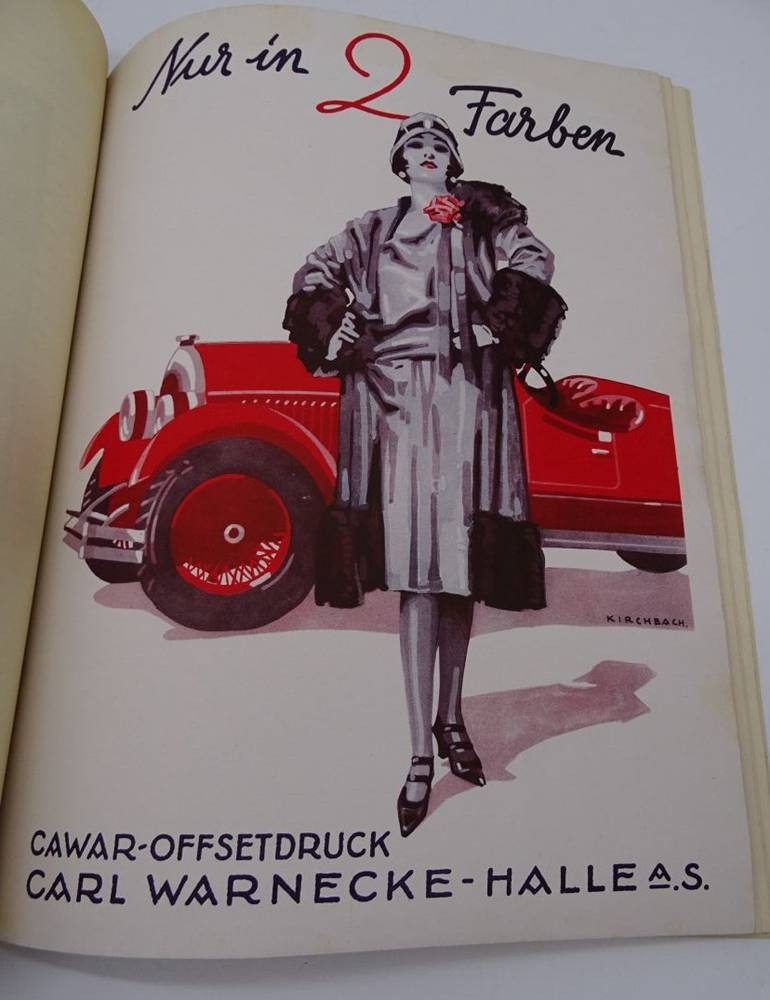 Nur in 2 Farben
KIRCHBACH.
CAWAR-OFFSETDRUCK
CARL WARNECKE-HALLE A.S.